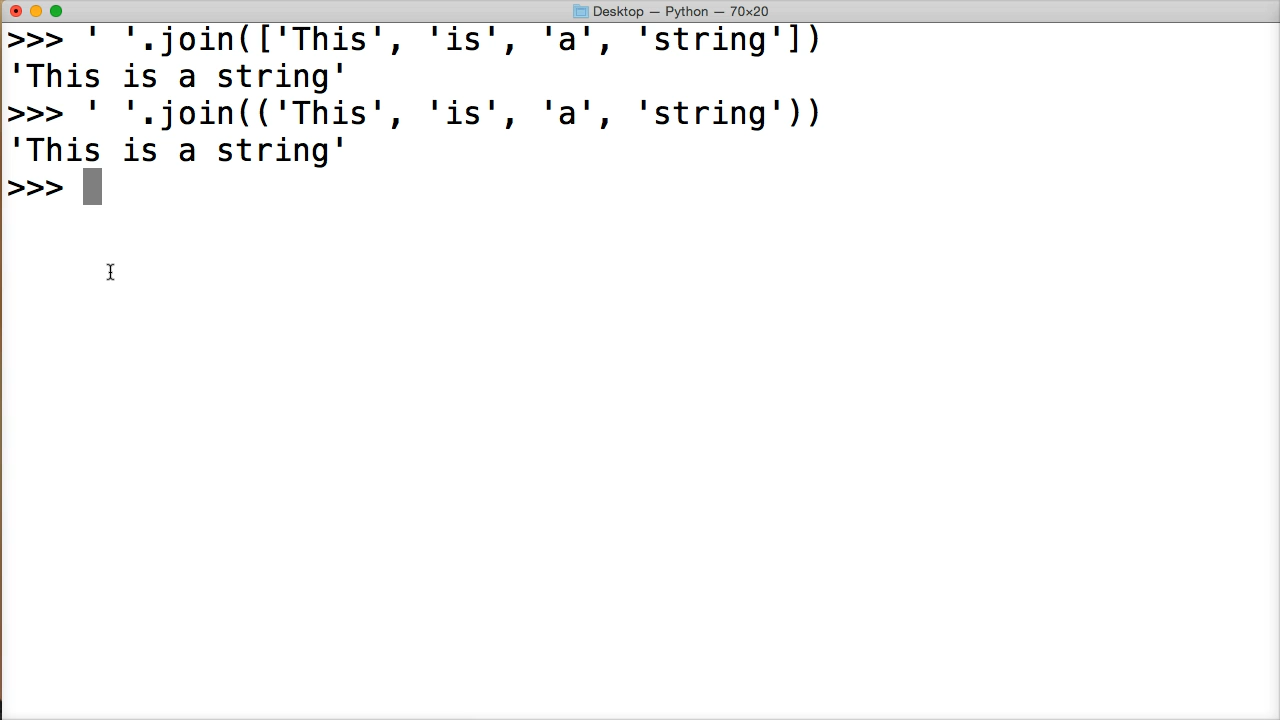 Desktop — Python — 70×20
>>> ' '.join(['This', 'is', 'a', 'string'])
'This is a string'
>>> ' '.join(('This', 'is', 'a', 'string'))
'This is a string'
>>>